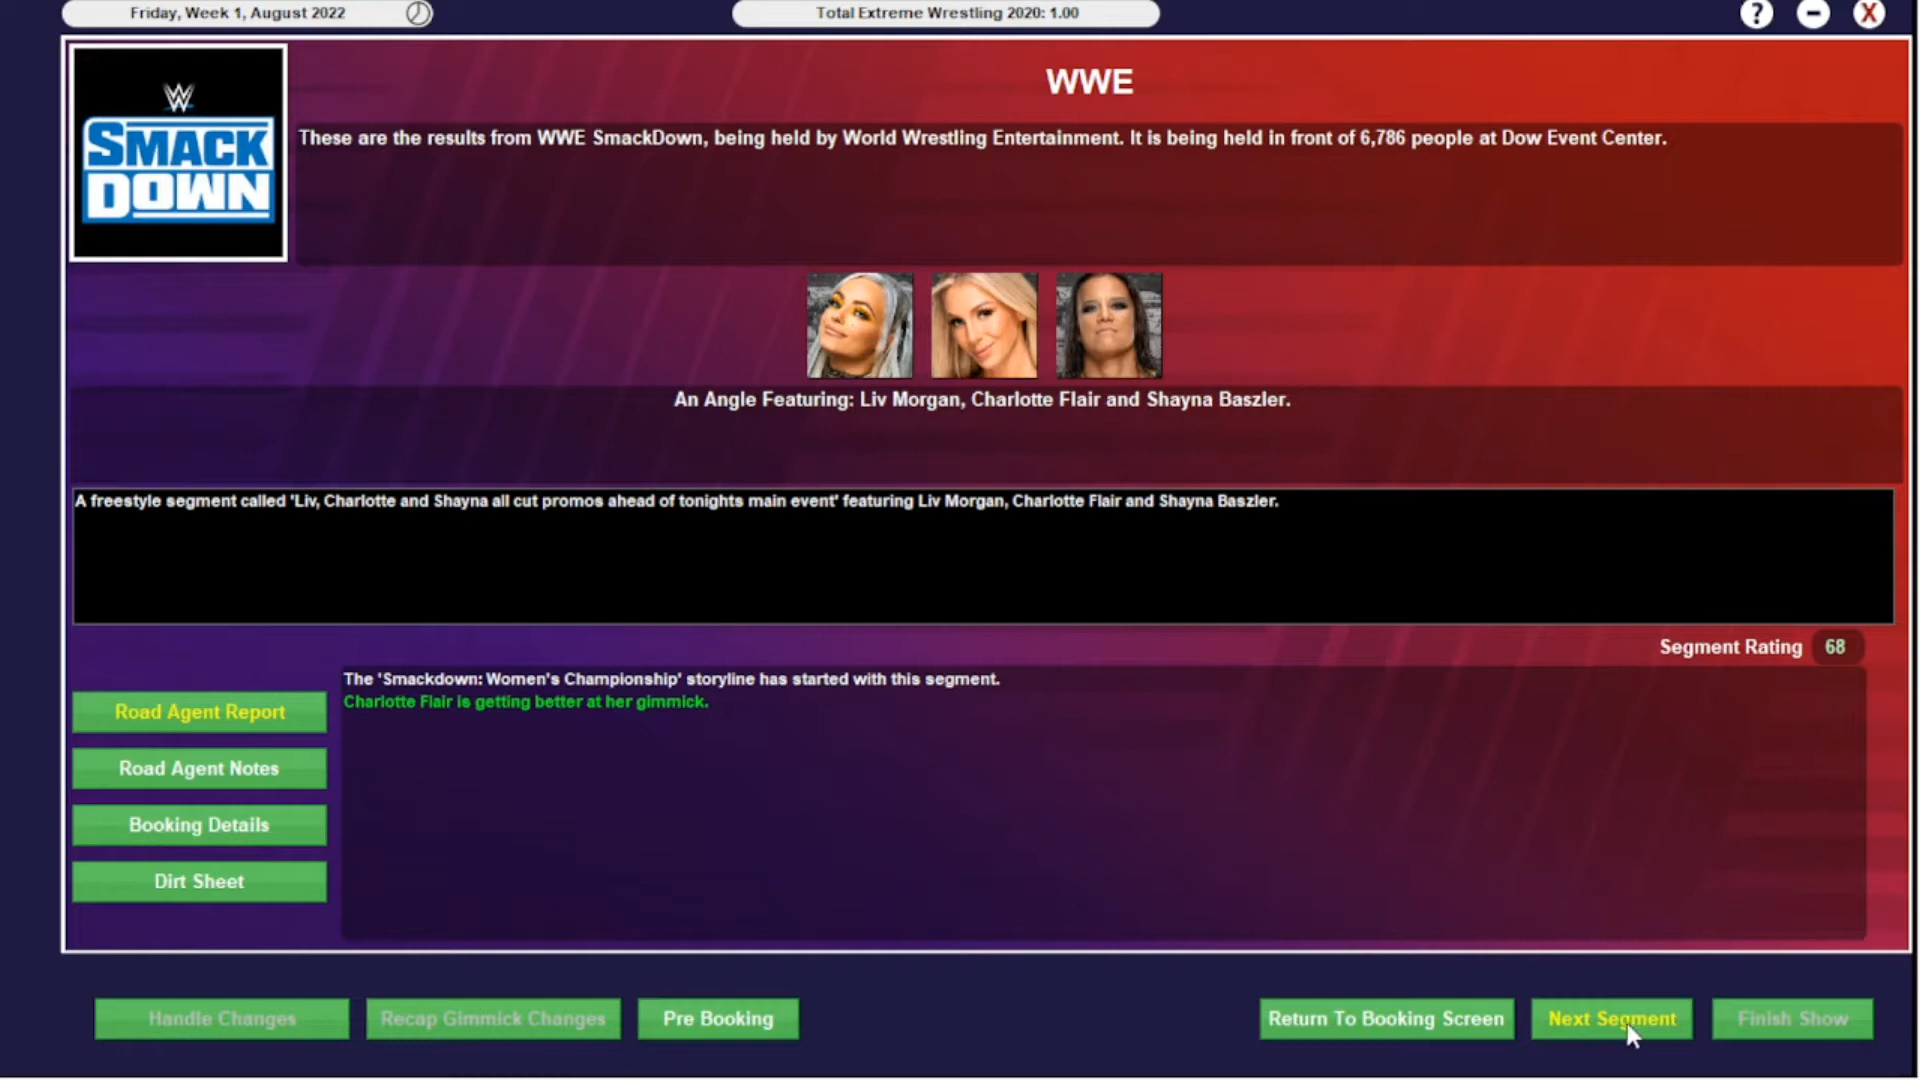 Friday, Week 1, August 2022
Total Extreme Wrestling 2020: 1.00
?
X
W
SMACK
DOWN
WWE
These are the results from WWE SmackDown, being held by World Wrestling Entertainment. It is being held in front of 6,786 people at Dow Event Center.
An Angle Featuring: Liv Morgan, Charlotte Flair and Shayna Baszler.
A freestyle segment called 'Liv, Charlotte and Shayna all cut promos ahead of tonights main event' featuring Liv Morgan, Charlotte Flair and Shayna Baszler.
Segment Rating 68
The 'Smackdown: Women's Championship' storyline has started with this segment.
Charlotte Flair is getting better at her gimmick.
Road Agent Report
Road Agent Notes
Booking Details
Dirt Sheet
Handle Changes
Recap Gimmick Changes
Pre Booking
Return To Booking Screen
Next Segment
Finish Show